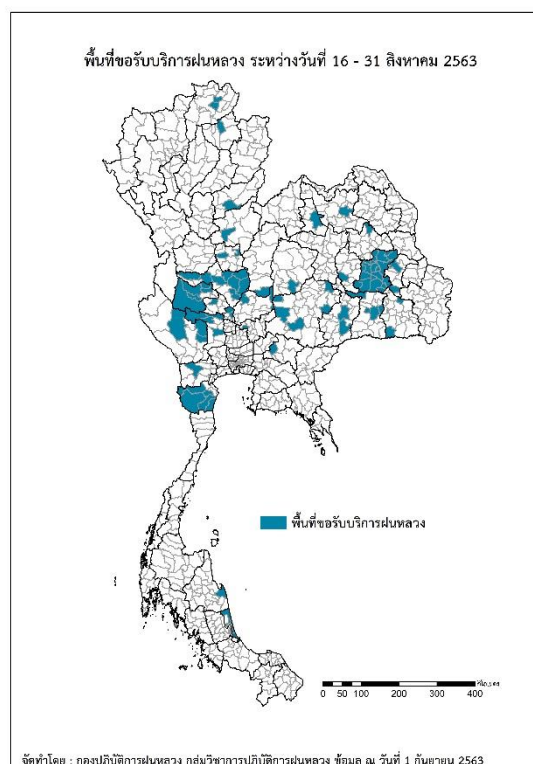 พื้นที่ขอรับบริการฝนหลวง ระหว่างวันที่ 16 - 31 สิงหาคม 2563
พื้นที่ขอรับบริการฝนหลวง
0 50 100 200 300 400
จัดทำโดย : กองปฏิบัติการฝนหลวง กลุ่มวิชาการปฏิบัติการฝนหลวง ข้อมูล ณ วันที่ 1 กันยายน 2563